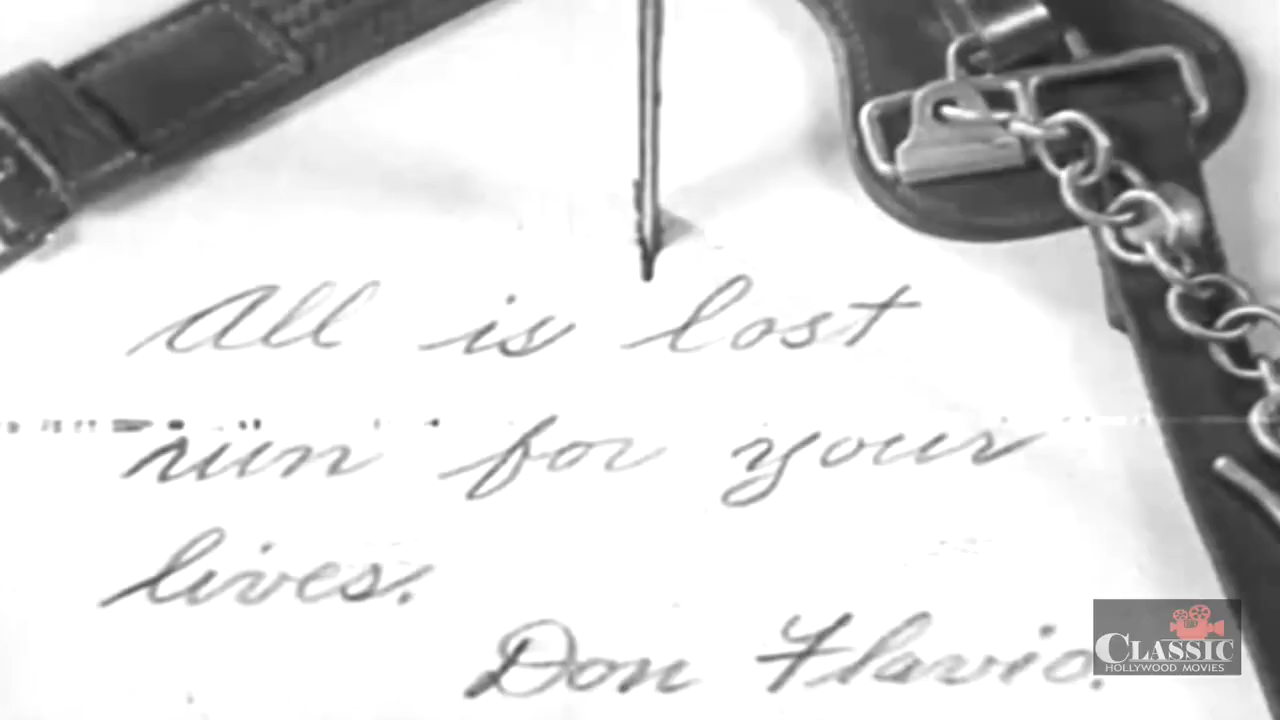 All is lost
run for your
lives.
Don Flavio.
CLASSIC
HOLLYWOOD MOVIES